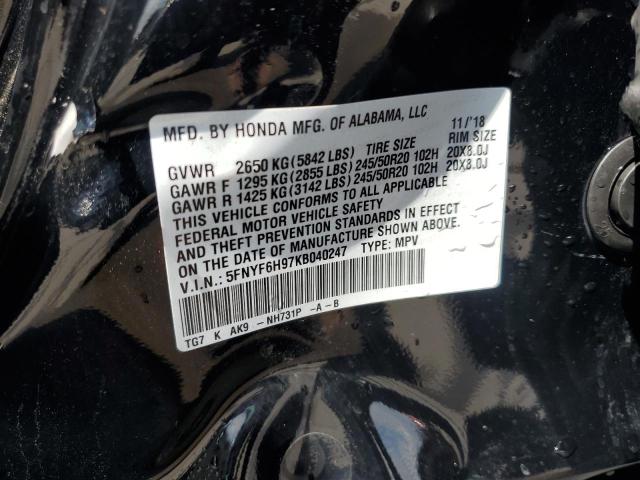 MFD. BY HONDA MFG. OF ALABAMA, LLC 11/'18
GVWR 2650 KG (5842 LBS) TIRE SIZE RIM SIZE
GAWR F 1295 KG (2855 LBS) 245/50R20 102H 20X8.0J
GAWR R 1425 KG (3142 LBS) 245/50R20 102H 20X8.0J
THIS VEHICLE CONFORMS TO ALL APPLICABLE
FEDERAL MOTOR VEHICLE SAFETY
AND THEFT PREVENTION STANDARDS IN EFFECT
ON THE DATE OF MANUFACTURE SHOWN ABOVE.
V.I.N.: 5FNYF6H97KB040247 TYPE: MPV
TG7 K AK9 -NH731P -A-B